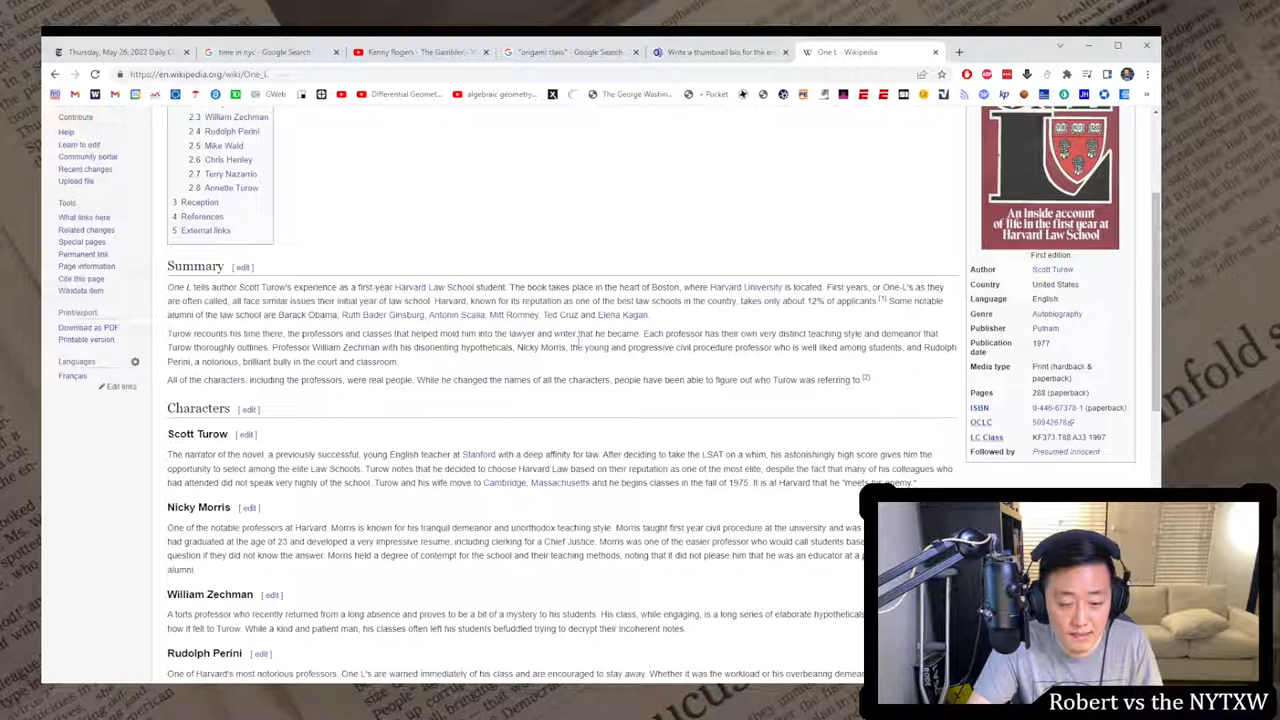 Thursday, May 26, 2022 Daily C
time in nyc - Google Search
Kenny Rogers - The Gambler -
"origami class" - Google Search
Write a thumbnail bio for the en
One L - Wikipedia
https://en.wikipedia.org/wiki/One_L
GWeb
Differential Geomet...
algebraic geometry...
The George Washin...
+ Pocket
Contribute
Help
Learn to edit
Community portal
Recent changes
Upload file
Tools
What links here
Related changes
Special pages
Permanent link
Page information
Cite this page
Wikidata item
Print/export
Download as PDF
Printable version
Languages
Français
Edit links
2.3 William Zechman
2.4 Rudolph Perini
2.5 Mike Wald
2.6 Chris Henley
2.7 Terry Nazarrio
2.8 Annette Turow
3 Reception
4 References
5 External links
Summary [ edit ]
One L tells author Scott Turow's experience as a first-year Harvard Law School student. The book takes place in the heart of Boston, where Harvard University is located. First years, or One-L's as they
are often called, all face similar issues their initial year of law school. Harvard, known for its reputation as one of the best law schools in the country, takes only about 12% of applicants.[1] Some notable
alumni of the law school are Barack Obama, Ruth Bader Ginsburg, Antonin Scalia, Mitt Romney, Ted Cruz and Elena Kagan.
Turow recounts his time there, the professors and classes that helped mold him into the lawyer and writer that he became. Each professor has their own very distinct teaching style and demeanor that
Turow thoroughly outlines. Professor William Zechman with his disorienting hypotheticals, Nicky Morris, the young and progressive civil procedure professor who is well liked among students, and Rudolph
Perini, a notorious, brilliant bully in the court and classroom.
All of the characters, including the professors, were real people. While he changed the names of all the characters, people have been able to figure out who Turow was referring to.[2]
Characters [ edit ]
Scott Turow [ edit ]
The narrator of the novel, a previously successful, young English teacher at Stanford with a deep affinity for law. After deciding to take the LSAT on a whim, his astonishingly high score gives him the
opportunity to select among the elite Law Schools. Turow notes that he decided to choose Harvard Law based on their reputation as one of the most elite, despite the fact that many of his colleagues who
had attended did not speak very highly of the school. Turow and his wife move to Cambridge, Massachusetts and he begins classes in the fall of 1975. It is at Harvard that he "meets his enemy."
Nicky Morris [ edit ]
One of the notable professors at Harvard. Morris is known for his tranquil demeanor and unorthodox teaching style. Morris taught first year civil procedure at the university and was
had graduated at the age of 23 and developed a very impressive resume, including clerking for a Chief Justice. Morris was one of the easier professor who would call students base
question if they did not know the answer. Morris held a degree of contempt for the school and their teaching methods, noting that it did not please him that he was an educator at a p
alumni.
William Zechman [ edit ]
A torts professor who recently returned from a long absence and proves to be a bit of a mystery to his students. His class, while engaging, is a long series of elaborate hypotheticals
how it fell to Turow. While a kind and patient man, his classes often left his students befuddled trying to decrypt their incoherent notes.
Rudolph Perini [ edit ]
One of Harvard's most notorious professors. One L's are warned immediately of his class and are encouraged to stay away. Whether it was the workload or his overbearing demea
An inside account
of life in the first year at
Harvard Law School
First edition
Author Scott Turow
Country United States
Language English
Genre Autobiography
Publisher Putnam
Publication date 1977
Media type Print (hardback & paperback)
Pages 288 (paperback)
ISBN 0-446-67378-1 (paperback)
OCLC 50942678
LC Class KF373.T88 A33 1997
Followed by Presumed Innocent
Robert vs the NYTXW